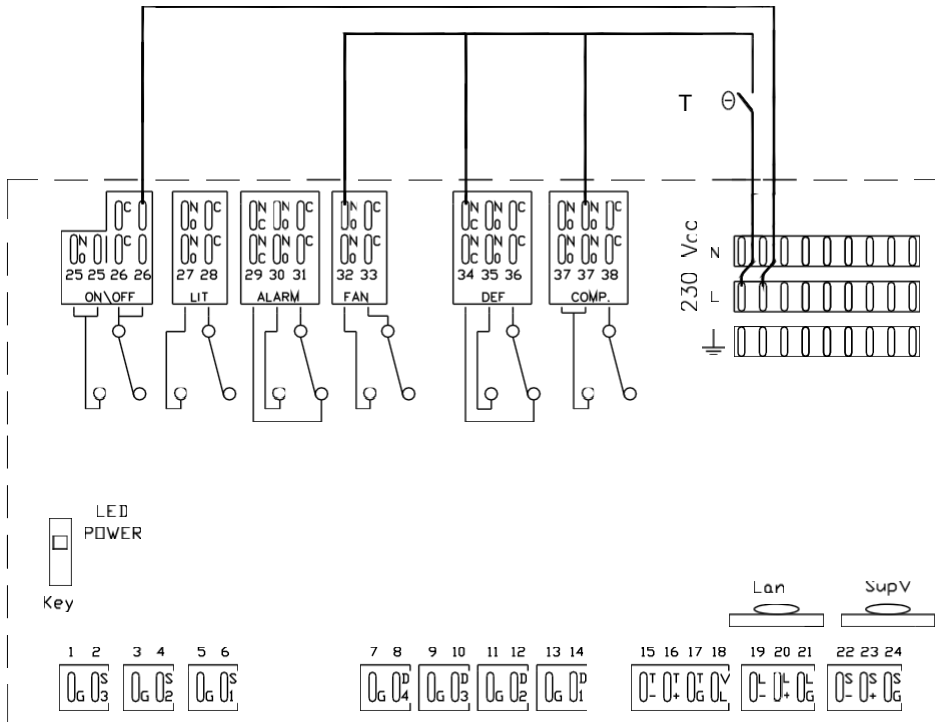 T
230 Vcc
N
L
C
N O N O C C
25 25 26 26
ON\OFF
N O C
N O C
27 28
LIT
N C N O C
N C N O C
29 30 31
ALARM
N O C
N O C
32 33
FAN
N C N O C
N C N O C
34 35 36
DEF
N O N O C
N O N O C
37 37 38
COMP.
LED
POWER
Key
Lan
SupV
1 2
G S3
3 4
G S2
5 6
G S1
7 8
G D4
9 10
G D3
11 12
G D2
13 14
G D1
15 16 17 18
T- T+ TG VL
19 20 21
L- L+ LG
22 23 24
S- S+ SG